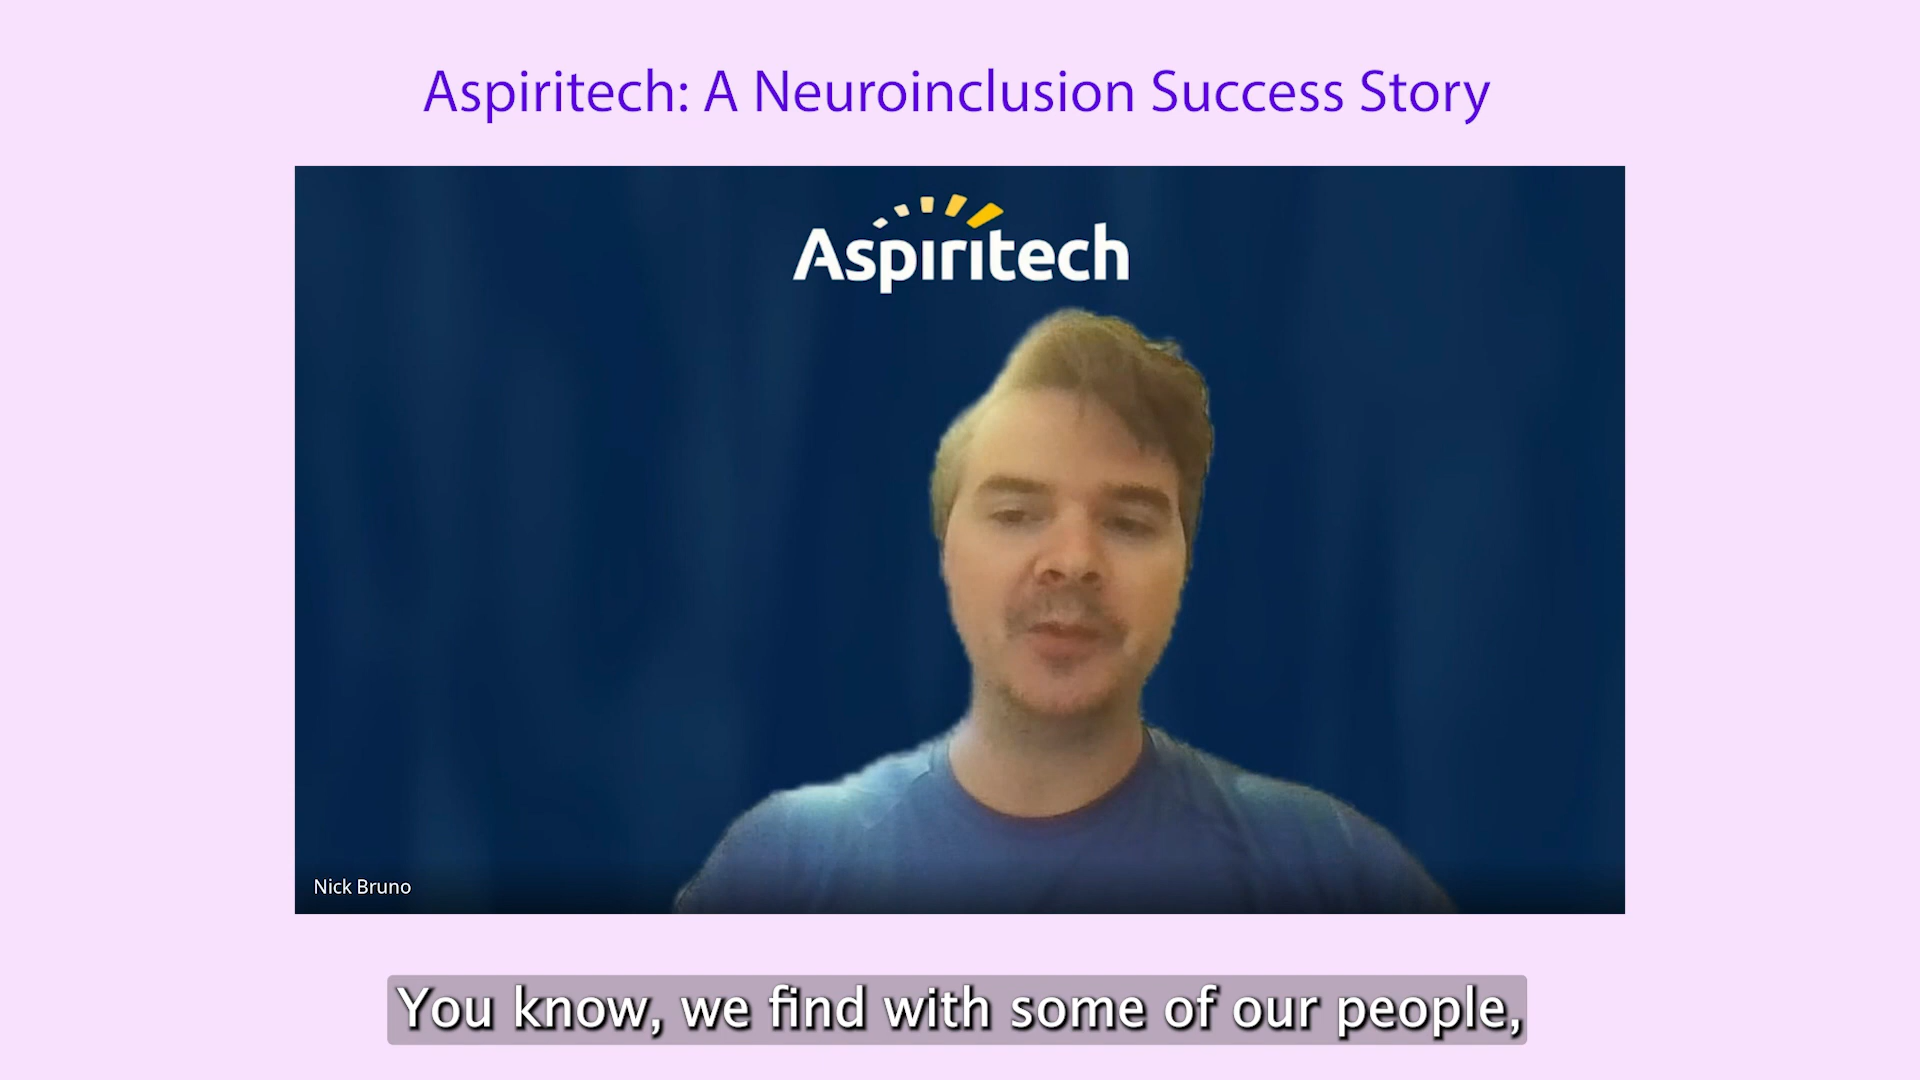 Aspiritech: A Neuroinclusion Success Story
Aspiritech
Nick Bruno
You know, we find with some of our people,